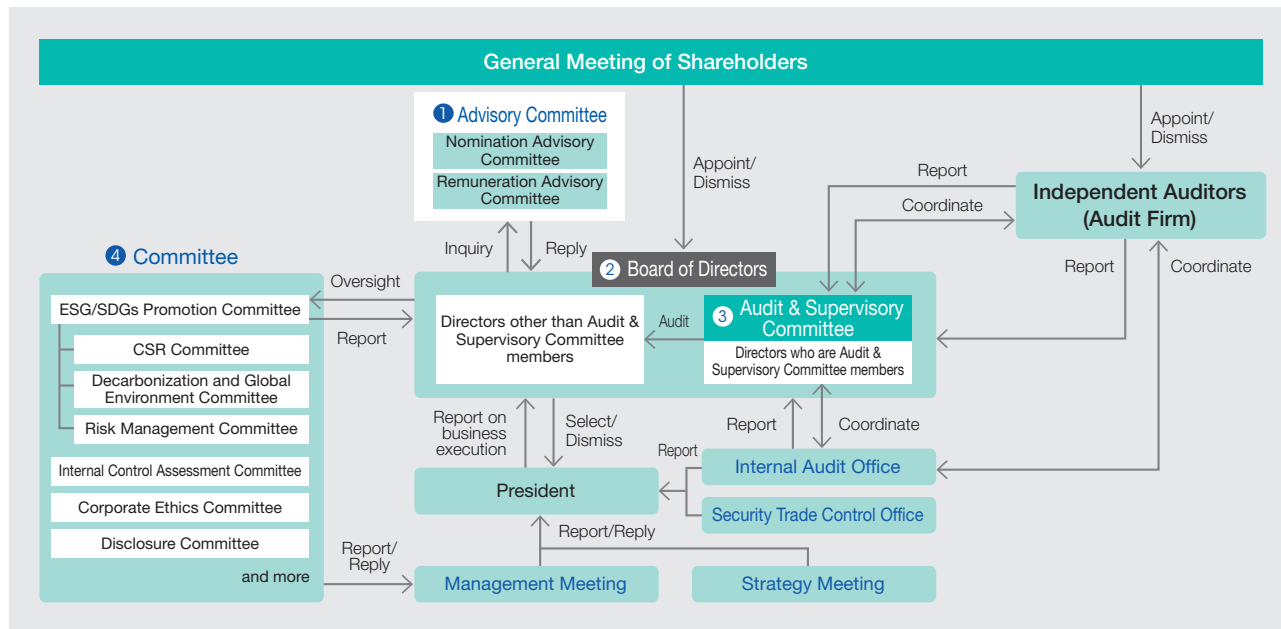 General Meeting of Shareholders
1 Advisory Committee
Nomination Advisory
Committee
Remuneration Advisory
Committee
Appoint/
Dismiss
Appoint/
Dismiss
Report
Coordinate
Independent Auditors
(Audit Firm)
Inquiry
Reply
Report
Coordinate
4 Committee
Oversight
Report
ESG/SDGs Promotion Committee
CSR Committee
Decarbonization and Global
Environment Committee
Risk Management Committee
Internal Control Assessment Committee
Corporate Ethics Committee
Disclosure Committee
and more
2 Board of Directors
Directors other than Audit &
Supervisory Committee
members
Audit
3 Audit & Supervisory
Committee
Directors who are Audit &
Supervisory Committee members
Report on
business
execution
Select/
Dismiss
Report
Coordinate
Report
Internal Audit Office
President
Security Trade Control Office
Report/Reply
Report/
Reply
Management Meeting
Strategy Meeting